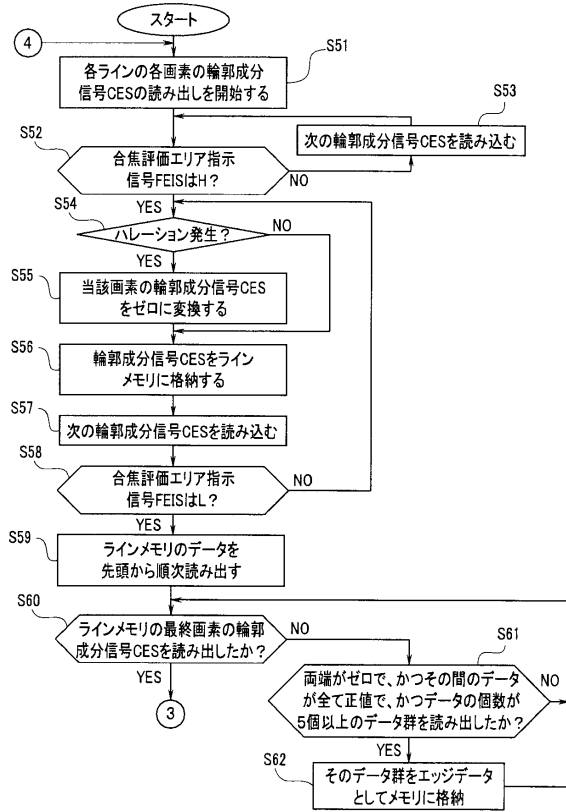 スタート
4
S51
各ラインの各画素の輪郭成分
信号CESの読み出しを開始する
S53
次の輪郭成分信号CESを読み込む
S52
合焦評価エリア指示
信号FEISはH?
NO
YES
S54
ハレーション発生?
NO
YES
S55
当該画素の輪郭成分信号CES
をゼロに変換する
S56
輪郭成分信号CESをライン
メモリに格納する
S57
次の輪郭成分信号CESを読み込む
S58
合焦評価エリア指示
信号FEISはL?
NO
YES
S59
ラインメモリのデータを
先頭から順次読み出す
S60
ラインメモリの最終画素の輪郭
成分信号CESを読み出したか?
NO
YES
3
S61
両端がゼロで、かつその間のデータ
が全て正値で、かつデータの個数が
5個以上のデータ群を読み出したか?
NO
YES
S62
そのデータ群をエッジデータ
としてメモリに格納